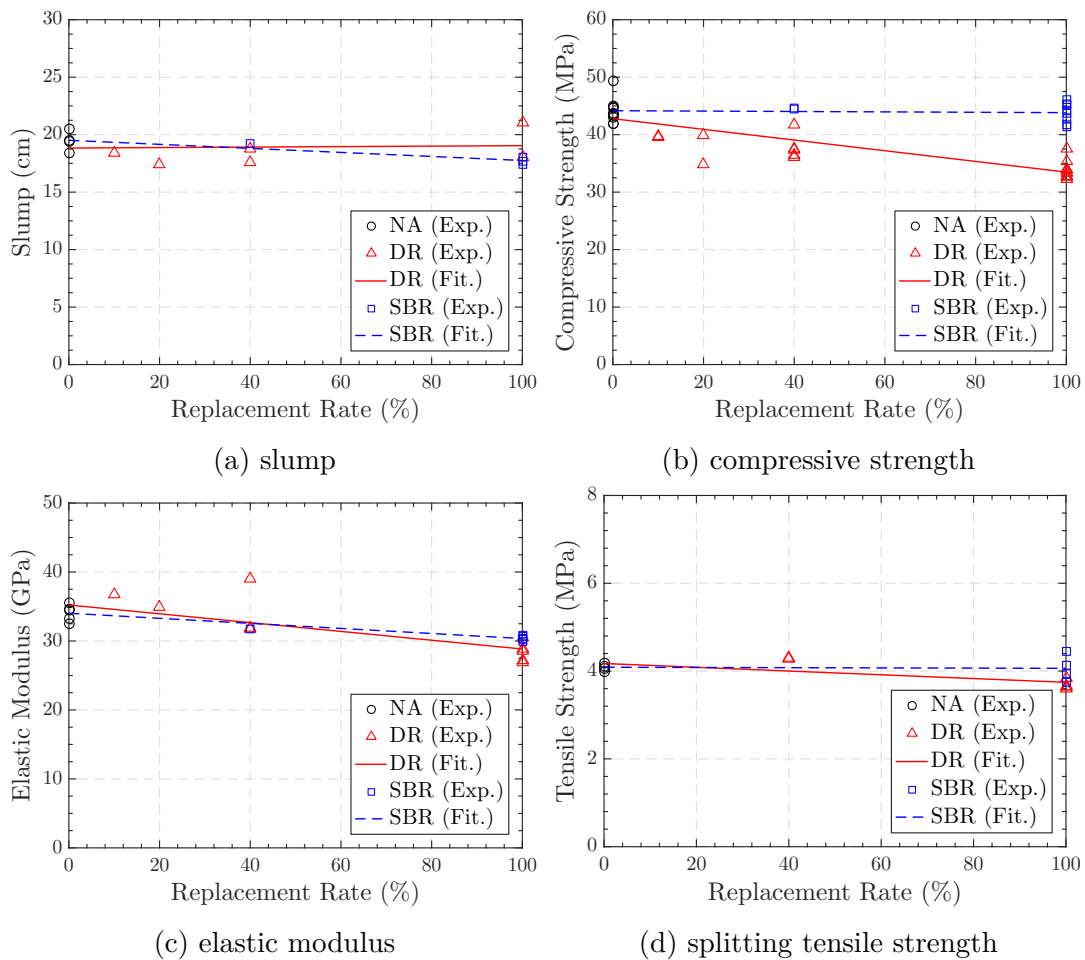 30
25
20
15
10
5
0
Slump (cm)
NA (Exp.)
DR (Exp.)
DR (Fit.)
SBR (Exp.)
SBR (Fit.)
0 20 40 60 80 100
Replacement Rate (%)
(a) slump
60
50
40
30
20
10
0
Compressive Strength (MPa)
NA (Exp.)
DR (Exp.)
DR (Fit.)
SBR (Exp.)
SBR (Fit.)
0 20 40 60 80 100
Replacement Rate (%)
(b) compressive strength
50
40
30
20
10
0
Elastic Modulus (GPa)
NA (Exp.)
DR (Exp.)
DR (Fit.)
SBR (Exp.)
SBR (Fit.)
0 20 40 60 80 100
Replacement Rate (%)
(c) elastic modulus
8
6
4
2
0
Tensile Strength (MPa)
NA (Exp.)
DR (Exp.)
DR (Fit.)
SBR (Exp.)
SBR (Fit.)
0 20 40 60 80 100
Replacement Rate (%)
(d) splitting tensile strength